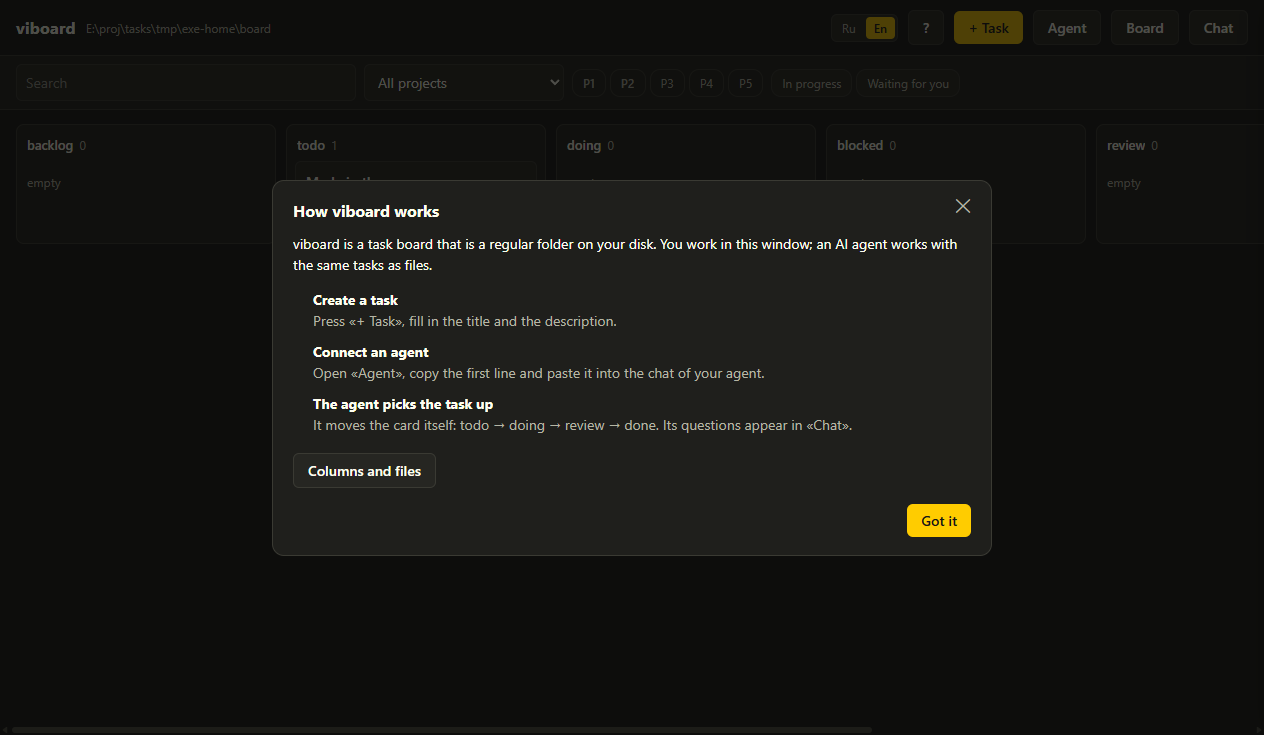 viboard E:\proj\tasks\tmp\exe-home\board Ru En ? + Task Agent Board Chat
Search All projects P1 P2 P3 P4 P5 In progress Waiting for you
backlog 0 todo 1 doing 0 blocked 0 review 0
empty empty
How viboard works
viboard is a task board that is a regular folder on your disk. You work in this window; an AI agent works with
the same tasks as files.
Create a task
Press «+ Task», fill in the title and the description.
Connect an agent
Open «Agent», copy the first line and paste it into the chat of your agent.
The agent picks the task up
It moves the card itself: todo → doing → review → done. Its questions appear in «Chat».
Columns and files
Got it